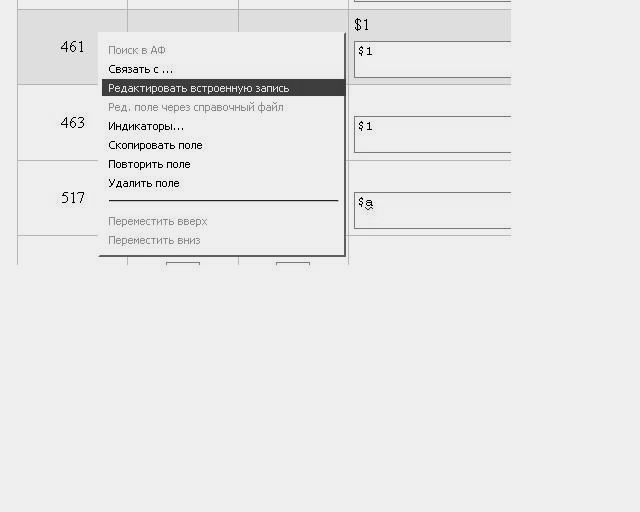 $1
461
$1
Поиск в АФ
Связать с ...
Редактировать встроенную запись
Ред. поле через справочный файл
463
$1
Индикаторы...
Скопировать поле
Повторить поле
Удалить поле
517
$a
Переместить вверх
Переместить вниз